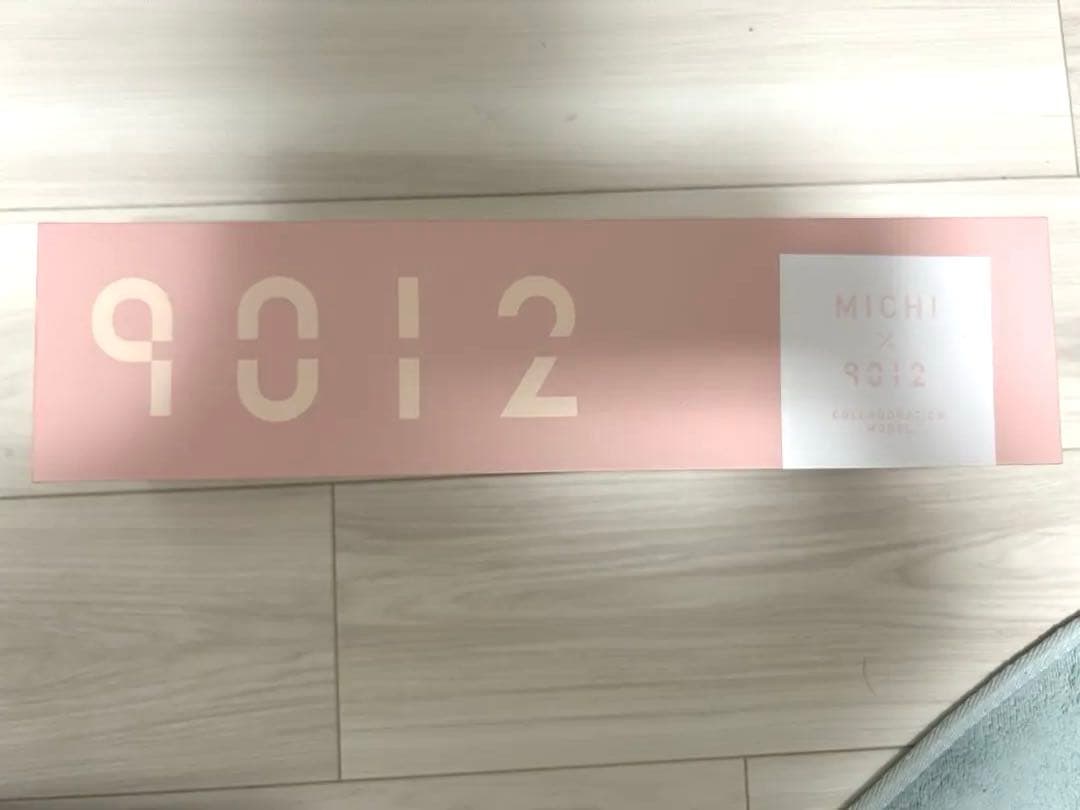 9012
MICHI
×
9012
COLLABORATION
MODEL